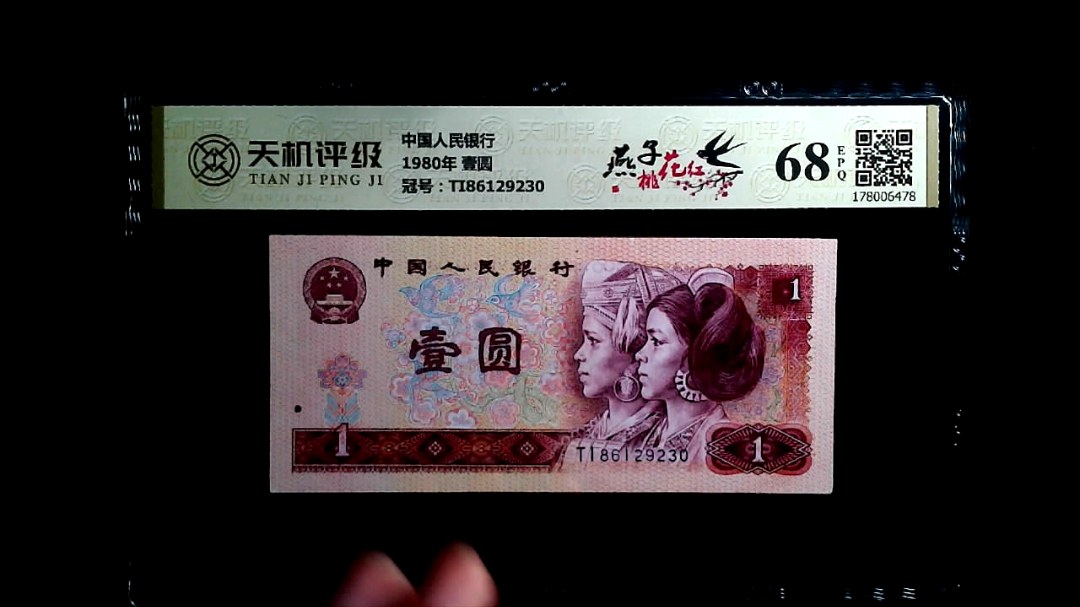 天机评级
TIAN JI PING JI
中国人民银行
1980年 壹圆
冠号：TI86129230
燕子
桃花红
68
EPQ
178006478
中国人民银行
1
壹圆
1
TI86129230
1